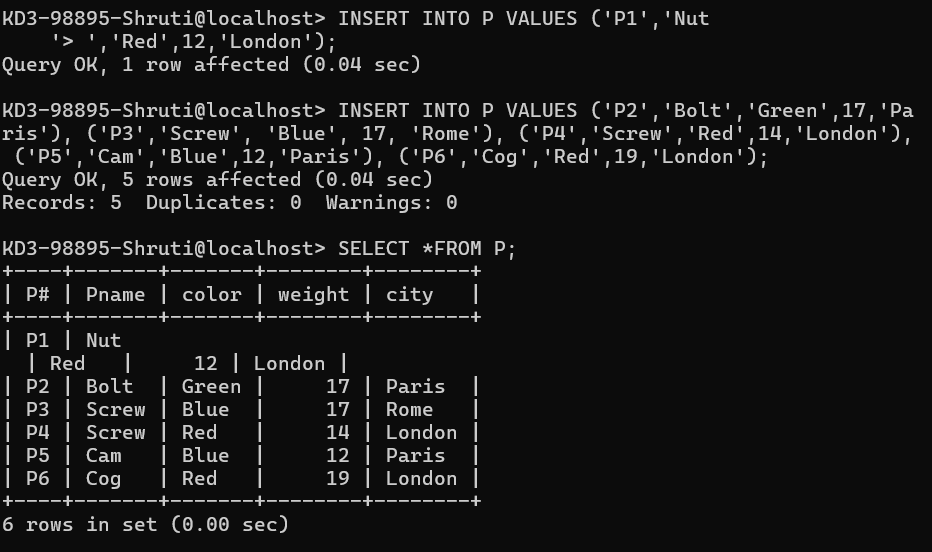 KD3-98895-Shruti@localhost> INSERT INTO P VALUES ('P1','Nut
    '> ','Red',12,'London');
Query OK, 1 row affected (0.04 sec)

KD3-98895-Shruti@localhost> INSERT INTO P VALUES ('P2','Bolt','Green',17,'Pa
ris'), ('P3','Screw', 'Blue', 17, 'Rome'), ('P4','Screw','Red',14,'London'),
 ('P5','Cam','Blue',12,'Paris'), ('P6','Cog','Red',19,'London');
Query OK, 5 rows affected (0.04 sec)
Records: 5  Duplicates: 0  Warnings: 0

KD3-98895-Shruti@localhost> SELECT *FROM P;
+----+-------+-------+--------+--------+
| P# | Pname | color | weight | city   |
+----+-------+-------+--------+--------+
| P1 | Nut
  | Red   |     12 | London |
| P2 | Bolt  | Green |     17 | Paris  |
| P3 | Screw | Blue  |     17 | Rome   |
| P4 | Screw | Red   |     14 | London |
| P5 | Cam   | Blue  |     12 | Paris  |
| P6 | Cog   | Red   |     19 | London |
+----+-------+-------+--------+--------+
6 rows in set (0.00 sec)